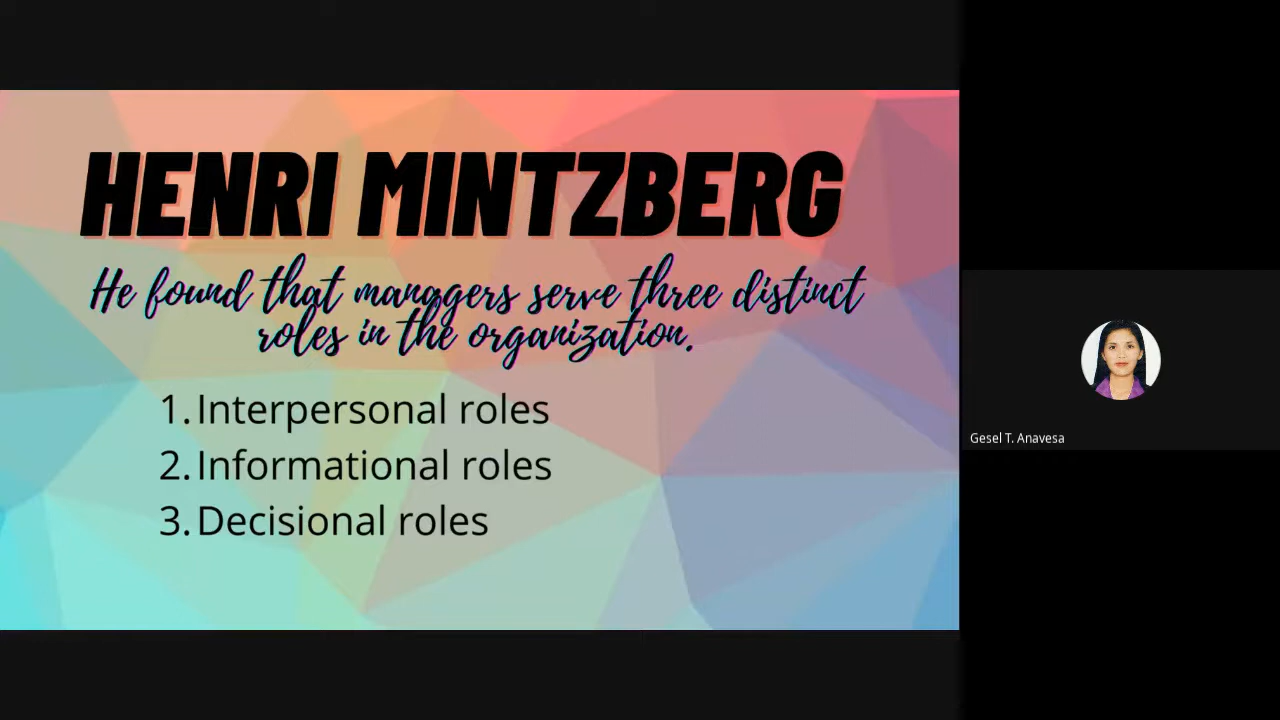 HENRI MINTZBERG
He found that managers serve three distinct
roles in the organization.
1. Interpersonal roles
2. Informational roles
3. Decisional roles
Gesel T. Anavesa